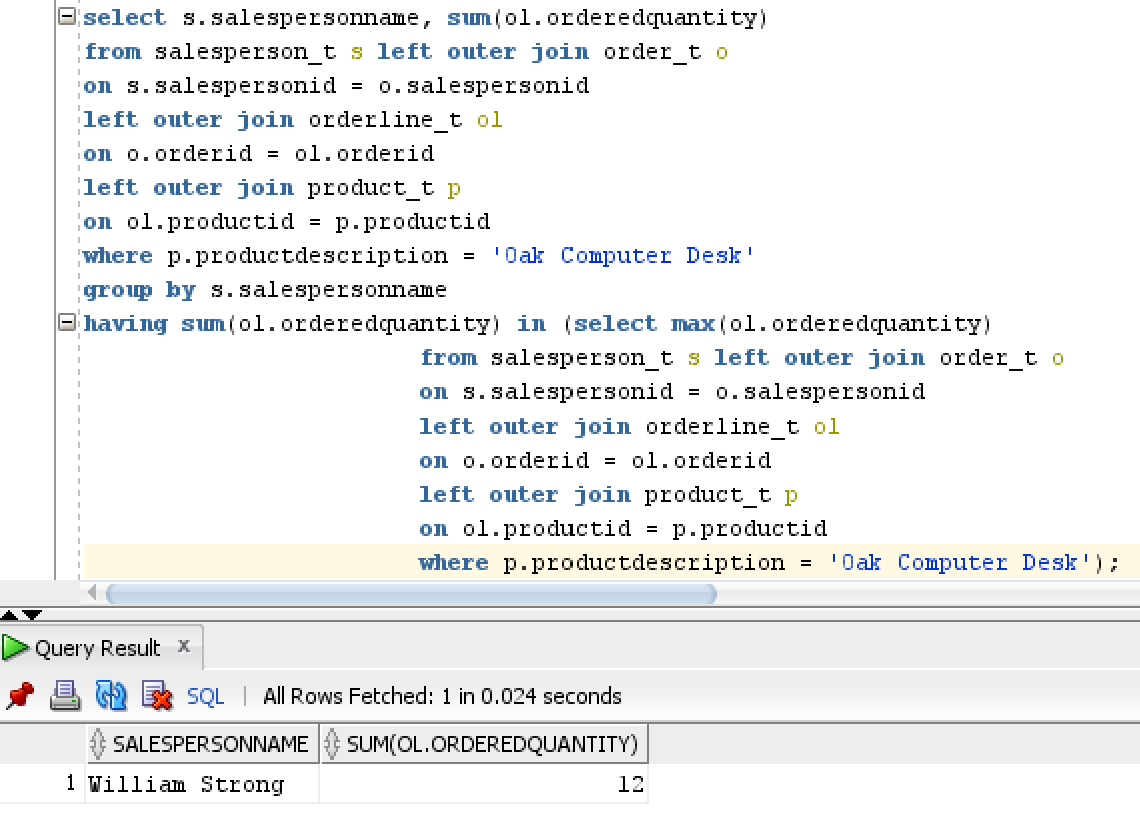 select s.salespersonname, sum(ol.orderedquantity)
from salesperson_t s left outer join order_t o
on s.salespersonid = o.salespersonid
left outer join orderline_t ol
on o.orderid = ol.orderid
left outer join product_t p
on ol.productid = p.productid
where p.productdescription = 'Oak Computer Desk'
group by s.salespersonname
having sum(ol.orderedquantity) in (select max(ol.orderedquantity)
from salesperson_t s left outer join order_t o
on s.salespersonid = o.salespersonid
left outer join orderline_t ol
on o.orderid = ol.orderid
left outer join product_t p
on ol.productid = p.productid
where p.productdescription = 'Oak Computer Desk');
Query Result x
SQL | All Rows Fetched: 1 in 0.024 seconds
SALESPERSONNAME SUM(OL.ORDEREDQUANTITY)
1 William Strong 12